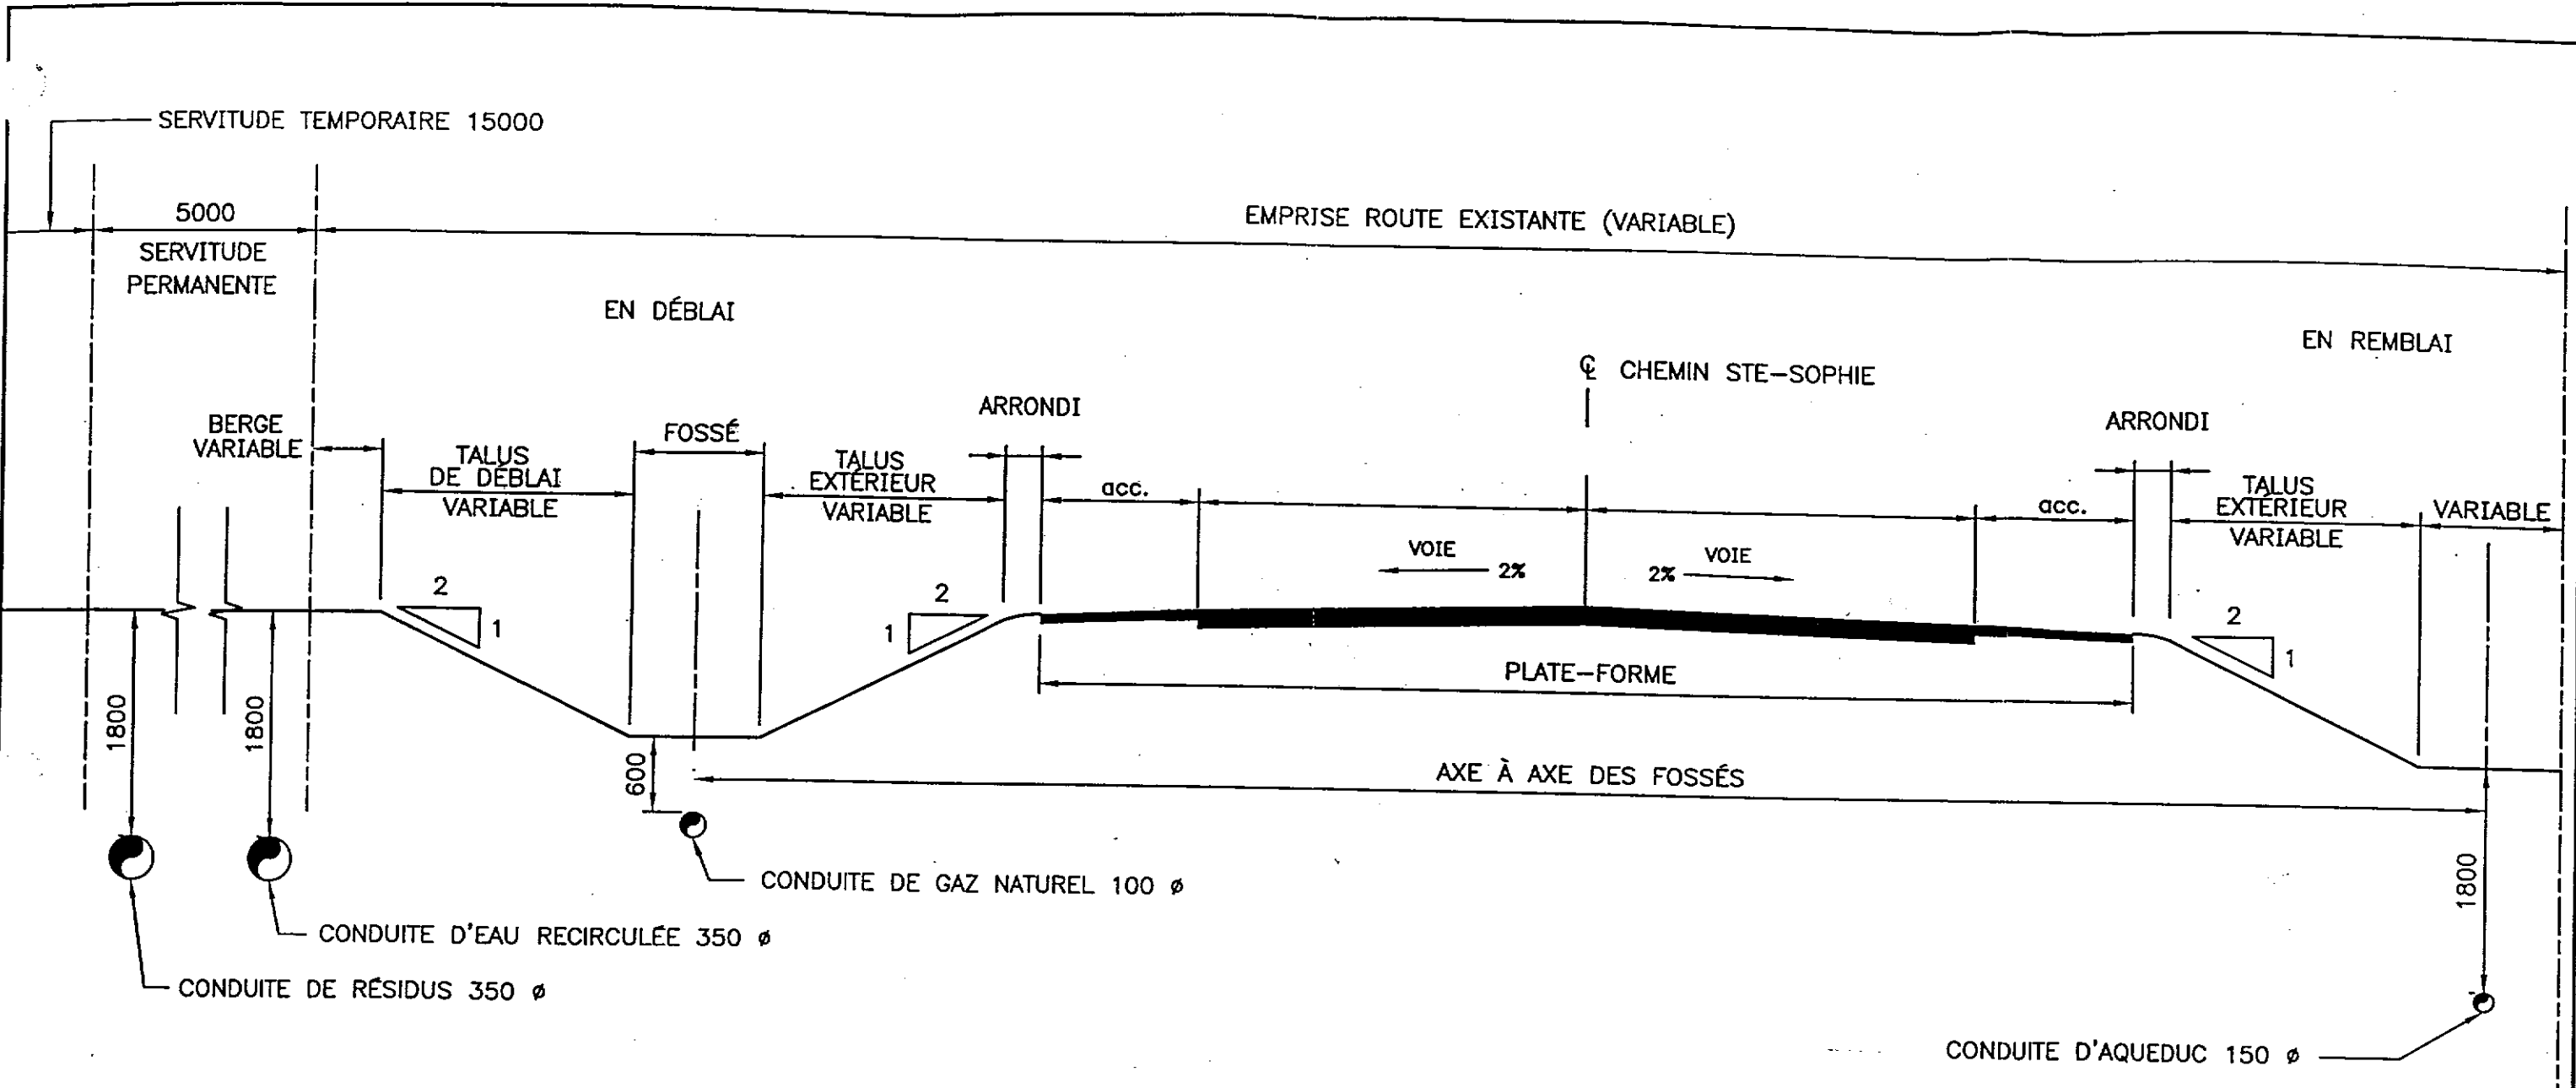 SERVITUDE TEMPORAIRE 15000
5000
SERVITUDE
PERMANENTE
EMPRISE ROUTE EXISTANTE (VARIABLE)
EN DÉBLAI
EN REMBLAI
℄ CHEMIN STE-SOPHIE
BERGE
VARIABLE
TALUS
DE DÉBLAI
VARIABLE
FOSSÉ
TALUS
EXTÉRIEUR
VARIABLE
ARRONDI
acc.
VOIE
2%
2%
VOIE
acc.
ARRONDI
TALUS
EXTÉRIEUR
VARIABLE
VARIABLE
2
1
2
1
2
1
PLATE-FORME
1800
1800
600
AXE À AXE DES FOSSÉS
1800
CONDUITE DE GAZ NATUREL 100 ø
CONDUITE D'EAU RECIRCULÉE 350 ø
CONDUITE DE RÉSIDUS 350 ø
CONDUITE D'AQUEDUC 150 ø